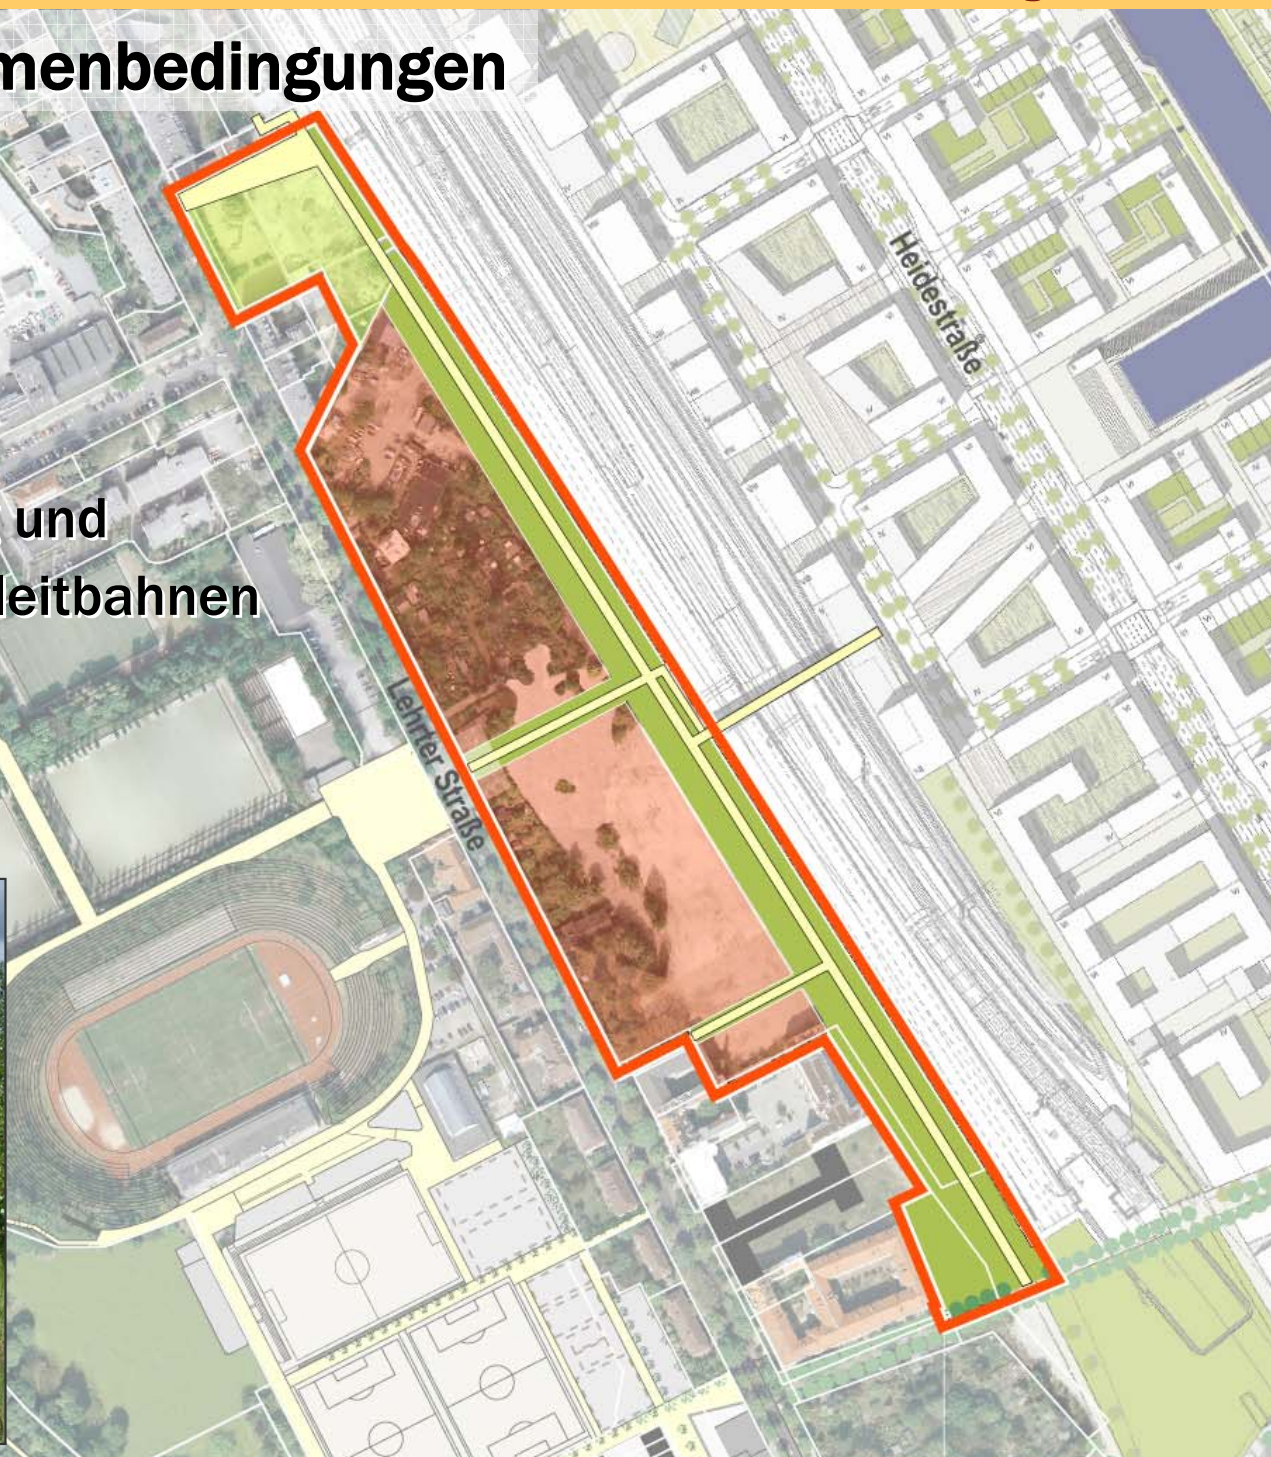 menbedingungen
Heidestraße
und
leitbahnen
Lehrter Straße